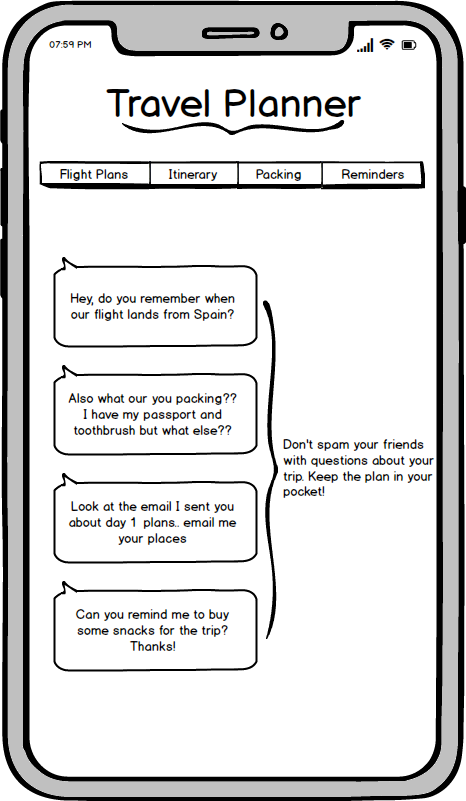 07:59 PM
Travel Planner
Flight Plans Itinerary Packing Reminders
Hey, do you remember when
our flight lands from Spain?
Also what our you packing??
I have my passport and
toothbrush but what else??
Look at the email I sent you
about day 1 plans.. email me
your places
Can you remind me to buy
some snacks for the trip?
Thanks!
Don't spam your friends
with questions about your
trip. Keep the plan in your
pocket!